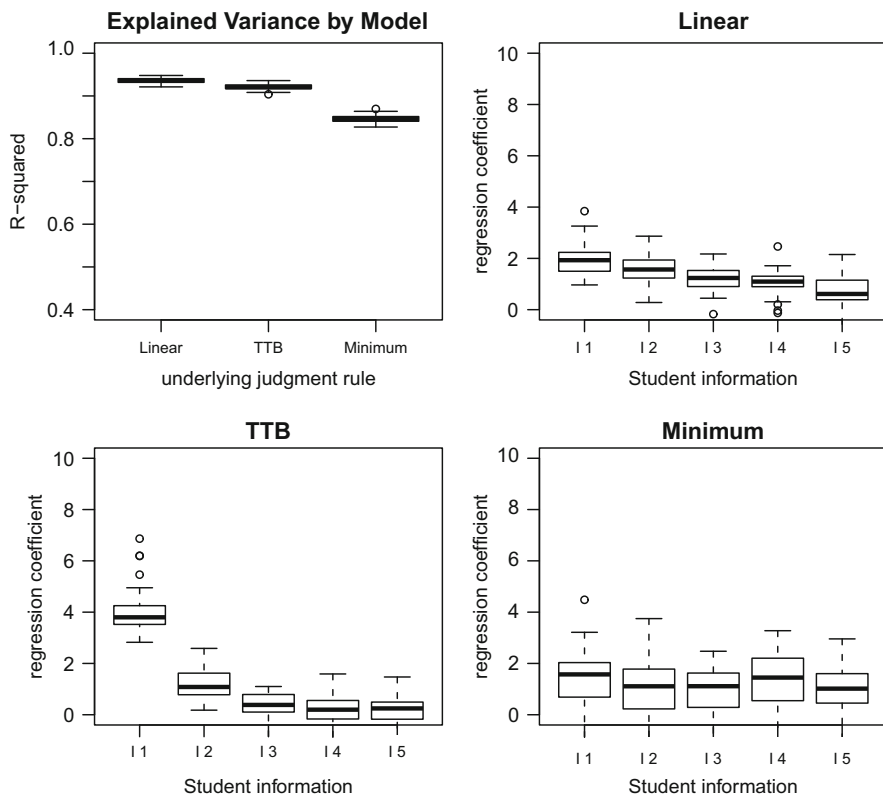 Explained Variance by Model
1.0
0.8
0.6
0.4
R−squared
Linear
TTB
Minimum
underlying judgment rule
Linear
10
8
6
4
2
0
regression coefficient
I 1
I 2
I 3
I 4
I 5
Student information
TTB
10
8
6
4
2
0
regression coefficient
I 1
I 2
I 3
I 4
I 5
Student information
Minimum
10
8
6
4
2
0
regression coefficient
I 1
I 2
I 3
I 4
I 5
Student information